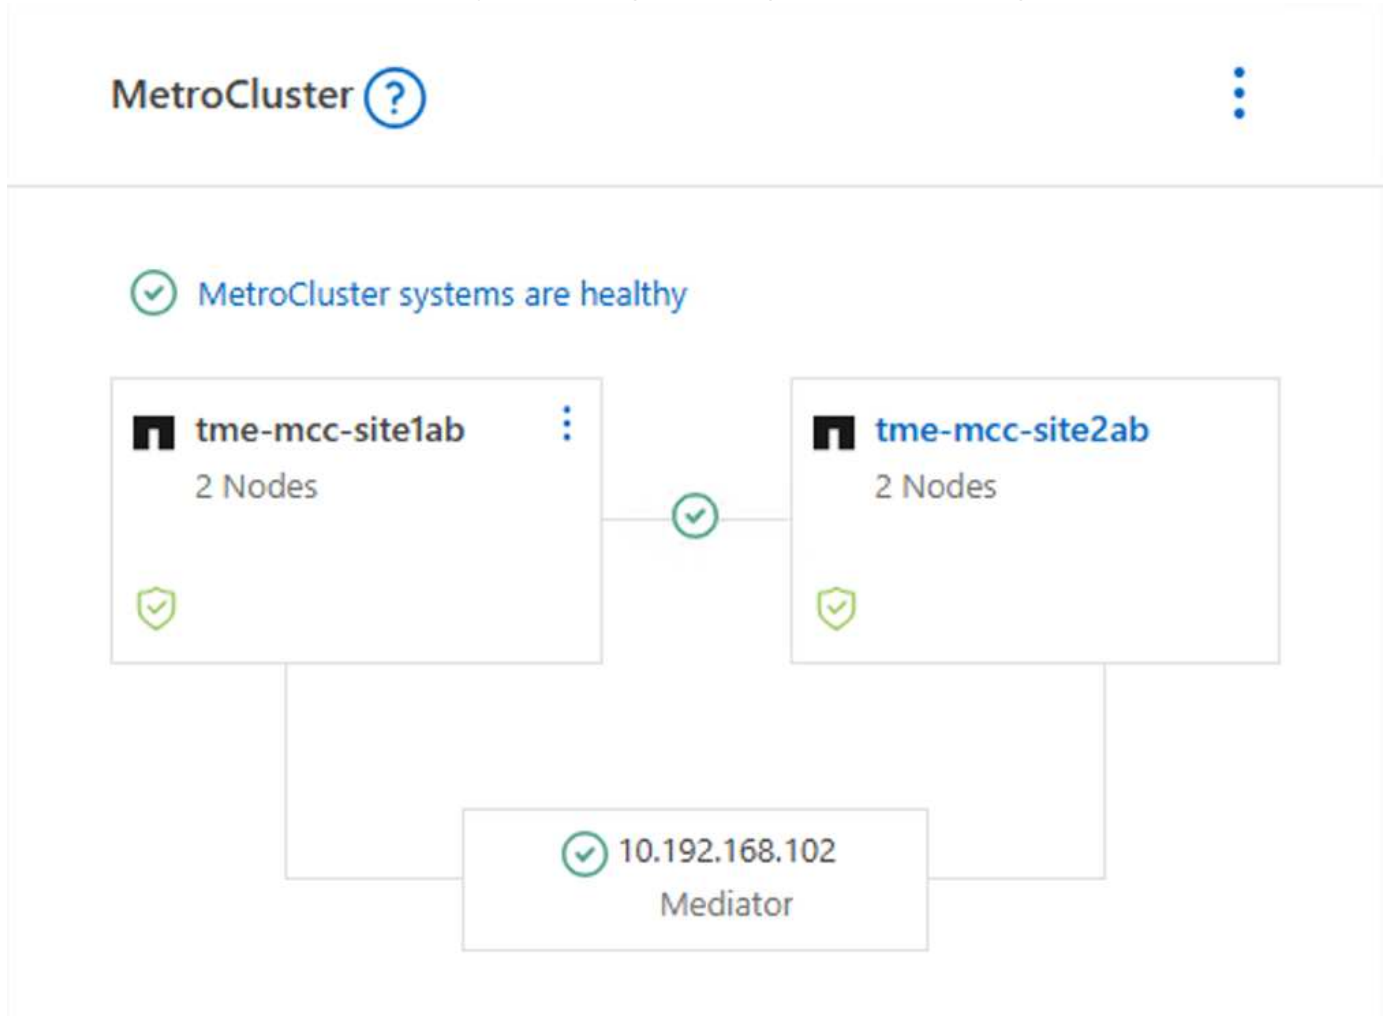 MetroCluster ?
MetroCluster systems are healthy
tme-mcc-site1ab
2 Nodes
tme-mcc-site2ab
2 Nodes
10.192.168.102
Mediator